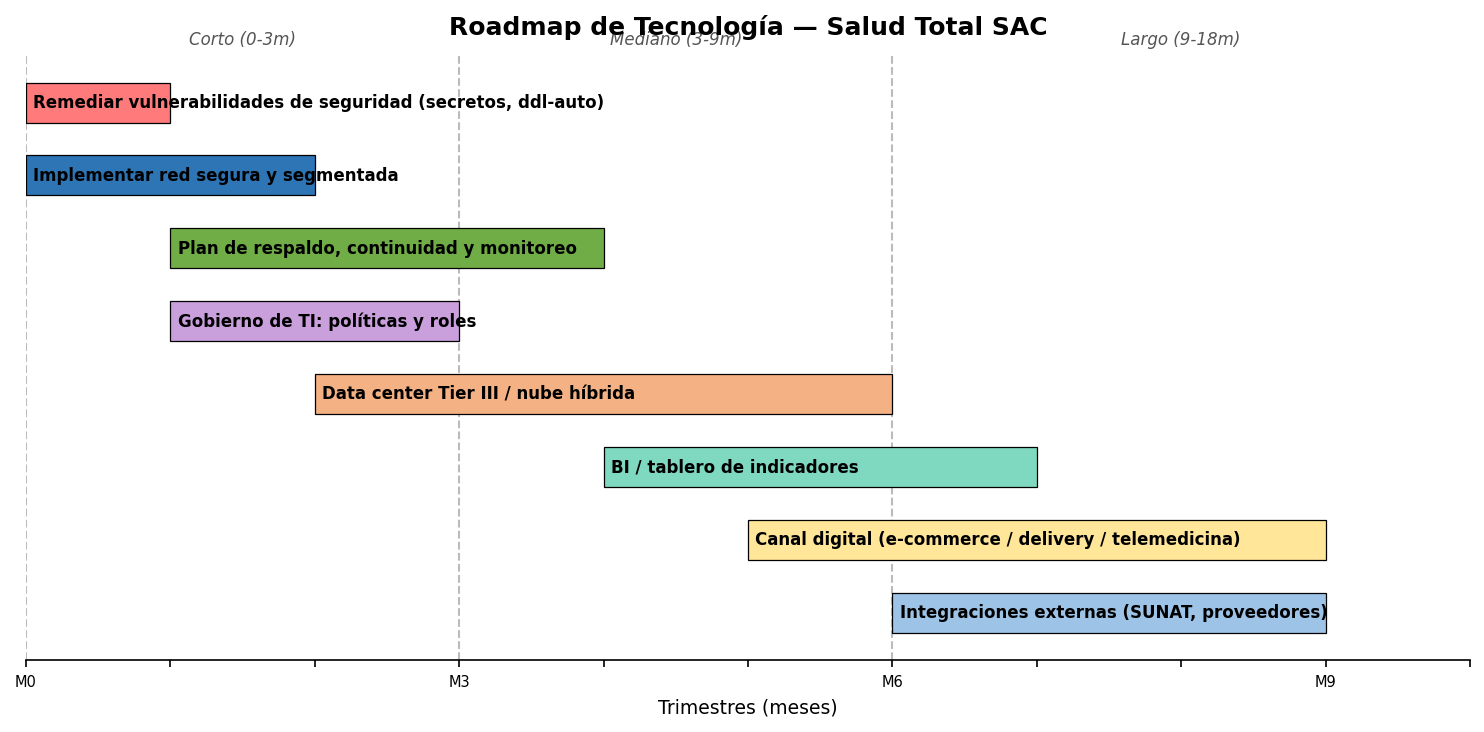 Roadmap de Tecnología — Salud Total SAC
Corto (0-3m)
Mediano (3-9m)
Largo (9-18m)
Remediar vulnerabilidades de seguridad (secretos, ddl-auto)
Implementar red segura y segmentada
Plan de respaldo, continuidad y monitoreo
Gobierno de TI: políticas y roles
Data center Tier III / nube híbrida
BI / tablero de indicadores
Canal digital (e-commerce / delivery / telemedicina)
Integraciones externas (SUNAT, proveedores)
M0
M3
M6
M9
Trimestres (meses)